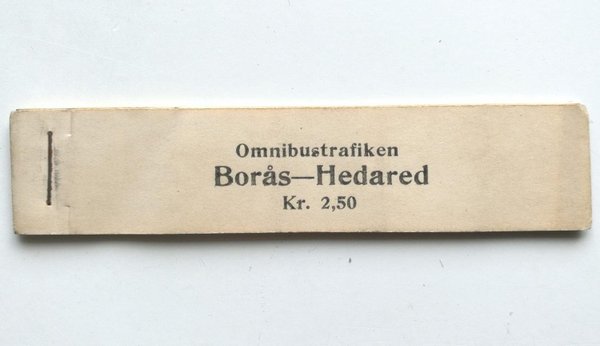 Omnibustrafiken
Borås—Hedared
Kr. 2,50